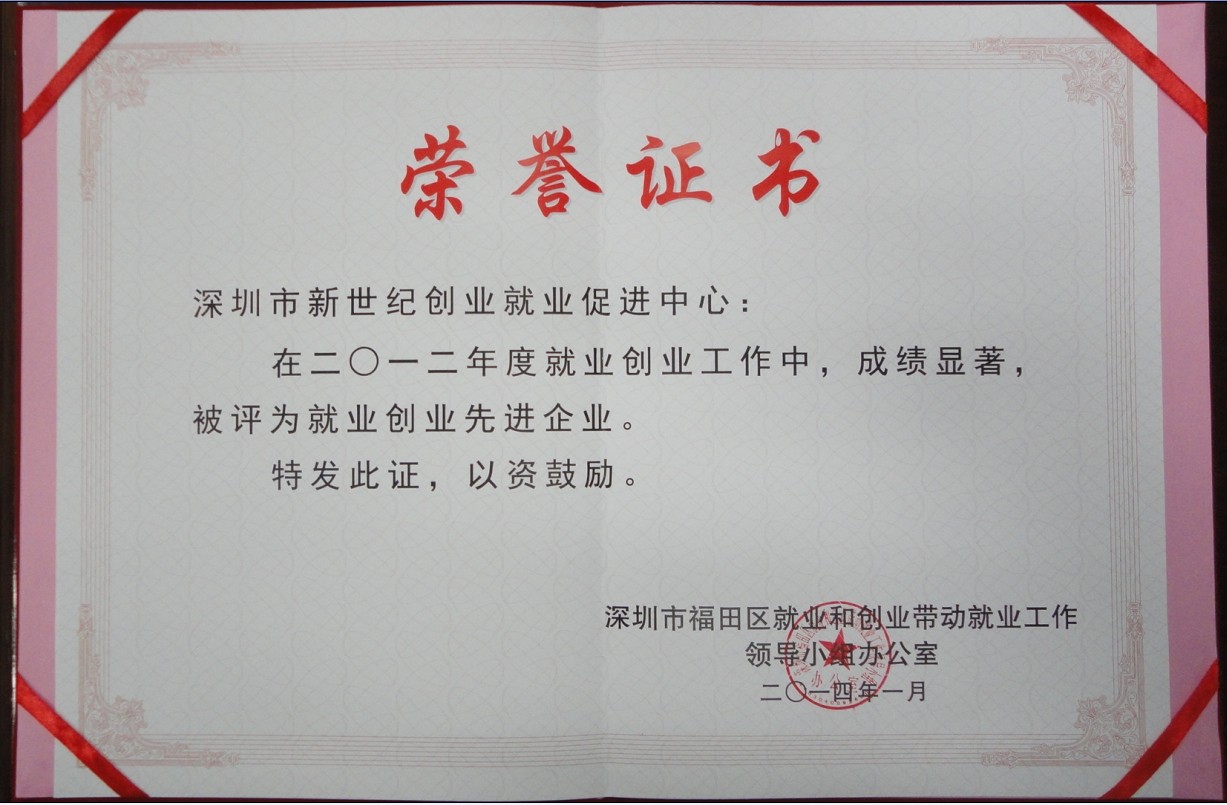 荣誉证书
深圳市新世纪创业就业促进中心：
在二〇一二年度就业创业工作中，成绩显著，
被评为就业创业先进企业。
特发此证，以资鼓励。
深圳市福田区就业和创业带动就业工作
领导小组办公室
二〇一四年一月
办公室